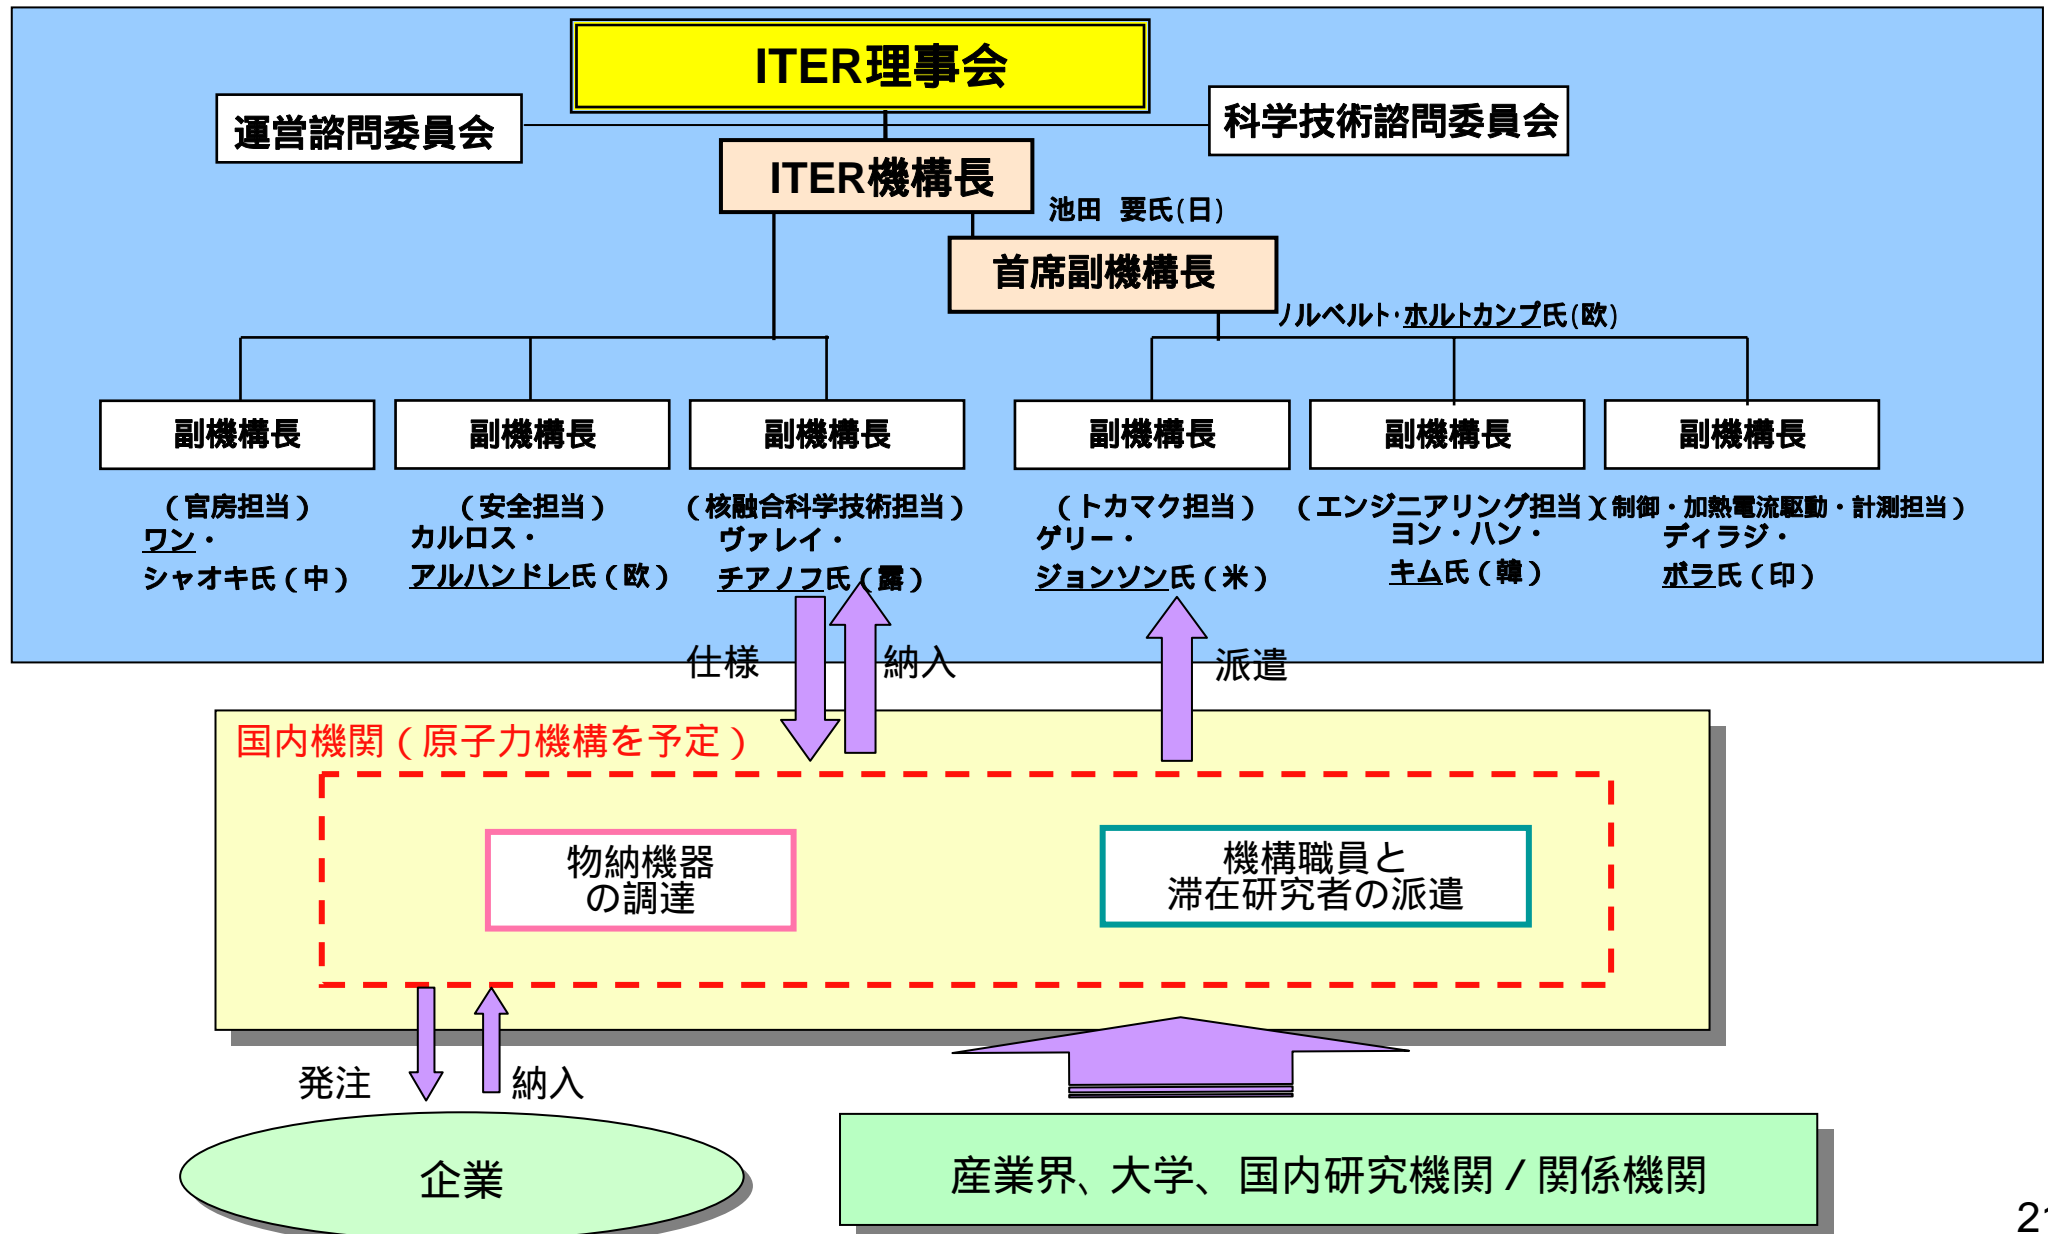 ITER理事会
運営諮問委員会
科学技術諮問委員会
ITER機構長
池田　要氏(日)
首席副機構長
ノルベルト・ホルトカンプ氏(欧)
副機構長
副機構長
副機構長
副機構長
副機構長
副機構長
（官房担当）
ワン・
シャオキ氏（中）
（安全担当）
カルロス・
アルハンドレ氏（欧）
（核融合科学技術担当）
ヴァレイ・
チアノフ氏（露）
（トカマク担当）
ゲリー・
ジョンソン氏（米）
（エンジニアリング担当）
ヨン・ハン・
キム氏（韓）
（制御・加熱電流駆動・計測担当）
ディラジ・
ボラ氏（印）
仕様
納入
派遣
国内機関（原子力機構を予定）
物納機器
の調達
機構職員と
滞在研究者の派遣
発注
納入
企業
産業界、大学、国内研究機関／関係機関
21